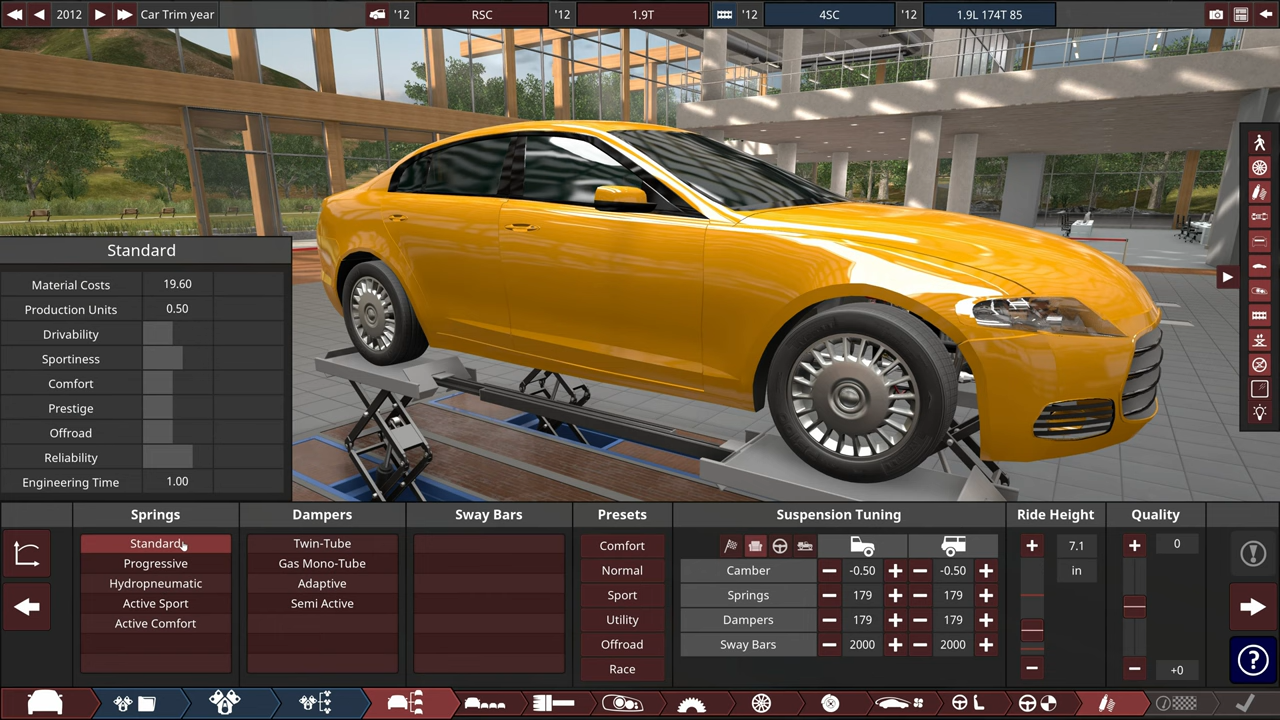 2012 Car Trim year '12 RSC '12 1.9T '12 4SC '12 1.9L 174T 85
Standard
Material Costs 19.60
Production Units 0.50
Drivability
Sportiness
Comfort
Prestige
Offroad
Reliability
Engineering Time 1.00
Springs Dampers Sway Bars Presets Suspension Tuning Ride Height Quality
Standard Twin-Tube Comfort 7.1 0
Progressive Gas Mono-Tube Normal Camber -0.50 -0.50 in
Hydropneumatic Adaptive Sport Springs 179 179
Active Sport Semi Active Utility Dampers 179 179
Active Comfort Offroad Sway Bars 2000 2000
Race +0
?